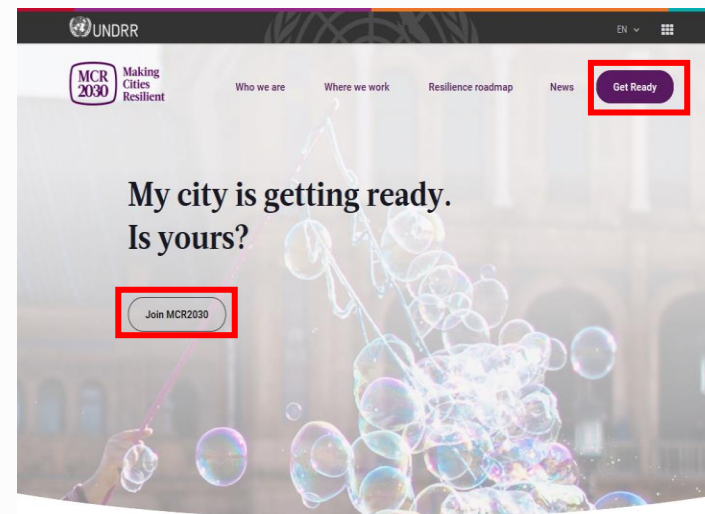 UNDRR
EN
MCR
2030
Making
Cities
Resilient
Who we are
Where we work
Resilience roadmap
News
Get Ready
My city is getting ready.
Is yours?
Join MCR2030